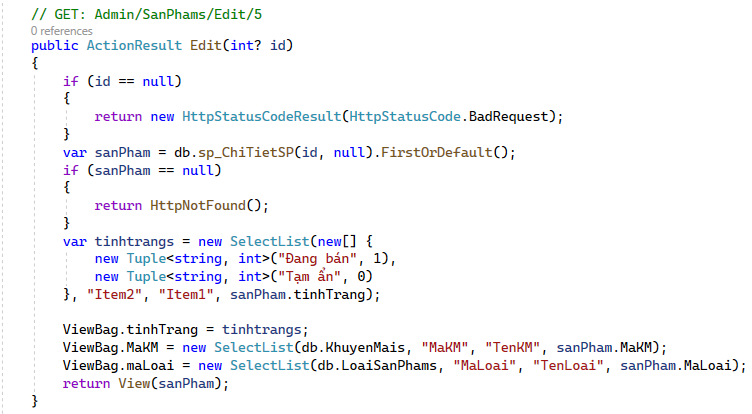 // GET: Admin/SanPhams/Edit/5
0 references
public ActionResult Edit(int? id)
{
if (id == null)
{
return new HttpStatusCodeResult(HttpStatusCode.BadRequest);
}
var sanPham = db.sp_ChiTietSP(id, null).FirstOrDefault();
if (sanPham == null)
{
return HttpNotFound();
}
var tinhtrangs = new SelectList(new[] {
new Tuple<string, int>("Đang bán", 1),
new Tuple<string, int>("Tạm ẩn", 0)
}, "Item2", "Item1", sanPham.tinhTrang);
ViewBag.tinhTrang = tinhtrangs;
ViewBag.MaKM = new SelectList(db.KhuyenMais, "MaKM", "TenKM", sanPham.MaKM);
ViewBag.maLoai = new SelectList(db.LoaiSanPhams, "MaLoai", "TenLoai", sanPham.MaLoai);
return View(sanPham);
}